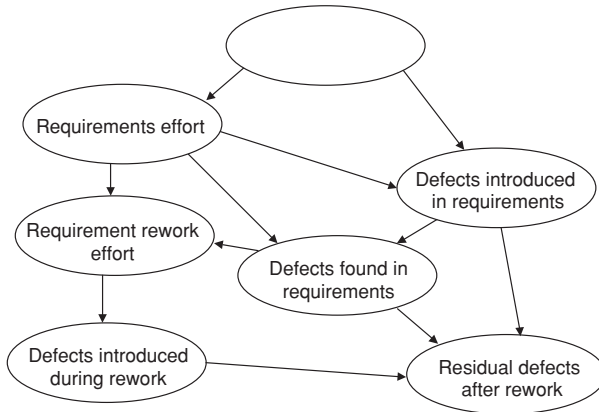 Requirements effort
Defects introduced
in requirements
Requirement rework
effort
Defects found in
requirements
Defects introduced
during rework
Residual defects
after rework